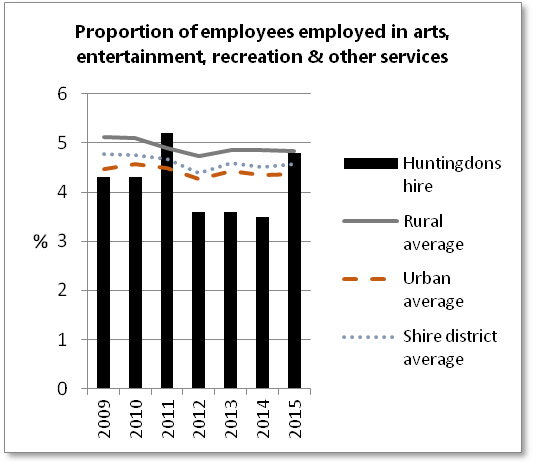 Proportion of employees employed in arts,
entertainment, recreation & other services
6
5
4
3
2
1
0
%
2009
2010
2011
2012
2013
2014
2015
Huntingdons
hire
Rural
average
Urban
average
Shire district
average